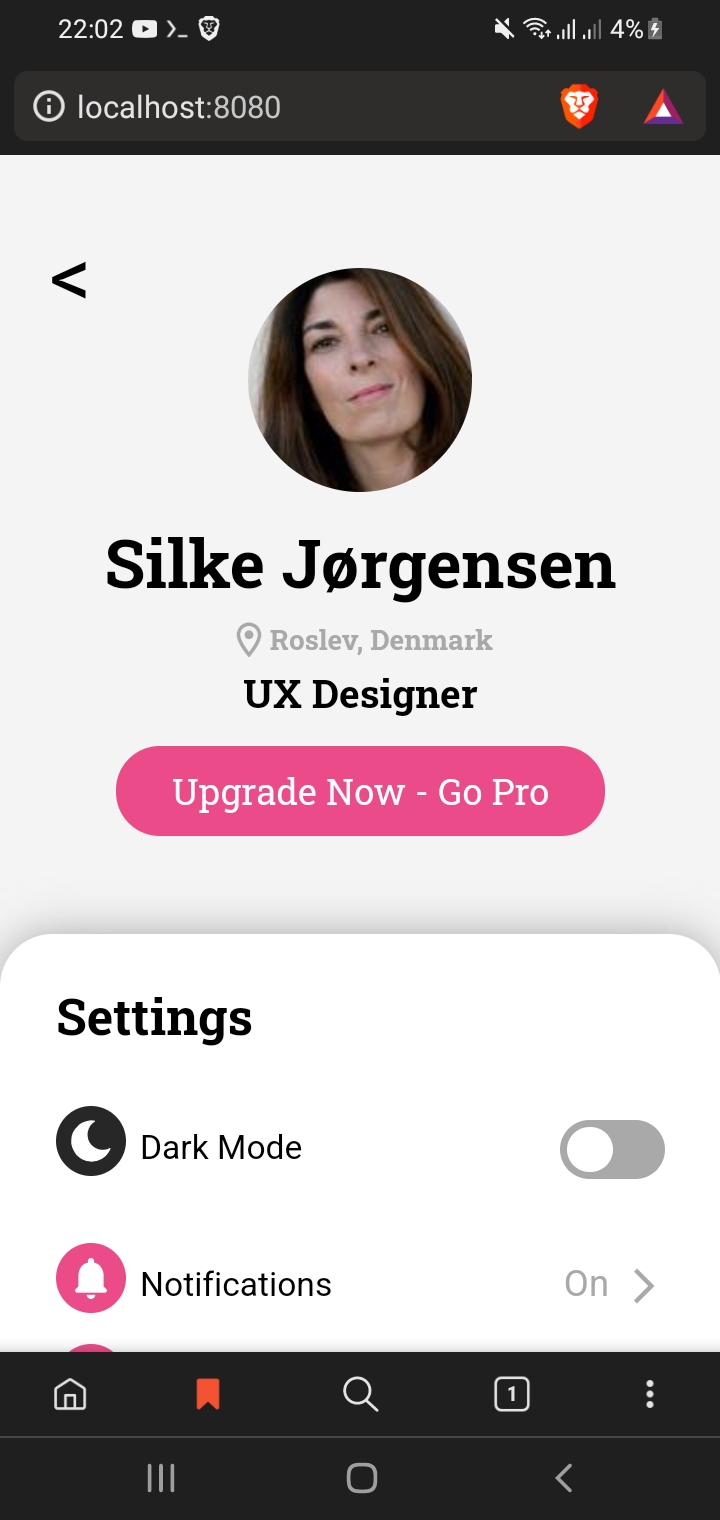 22:02 4%
localhost:8080
<
Silke Jørgensen
Roslev, Denmark
UX Designer
Upgrade Now - Go Pro
Settings
Dark Mode
Notifications On
1